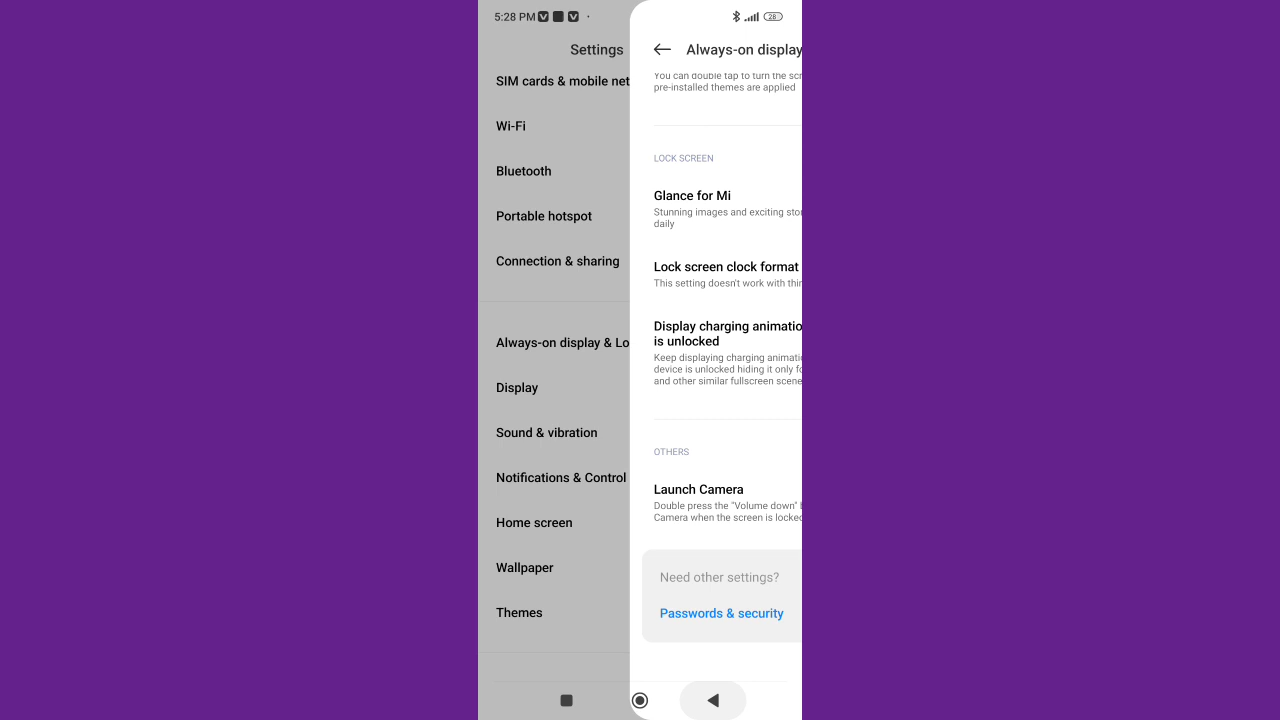 5:28 PM
28
Settings
SIM cards & mobile net
Wi-Fi
Bluetooth
Portable hotspot
Connection & sharing
Always-on display & Lo
Display
Sound & vibration
Notifications & Control
Home screen
Wallpaper
Themes
Always-on display
You can double tap to turn the scr
pre-installed themes are applied
LOCK SCREEN
Glance for Mi
Stunning images and exciting stor
daily
Lock screen clock format
This setting doesn't work with thir
Display charging animatio
is unlocked
Keep displaying charging animati
device is unlocked hiding it only fo
and other similar fullscreen scene
OTHERS
Launch Camera
Double press the "Volume down"
Camera when the screen is locked
Need other settings?
Passwords & security